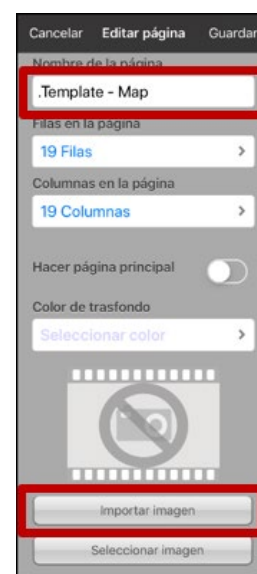 Cancelar Editar página Guardar
Nombre de la página
.Template - Map
Filas en la página
19 Filas
Columnas en la página
19 Columnas
Hacer página principal
Color de trasfondo
Seleccionar color
Importar imagen
Seleccionar imagen